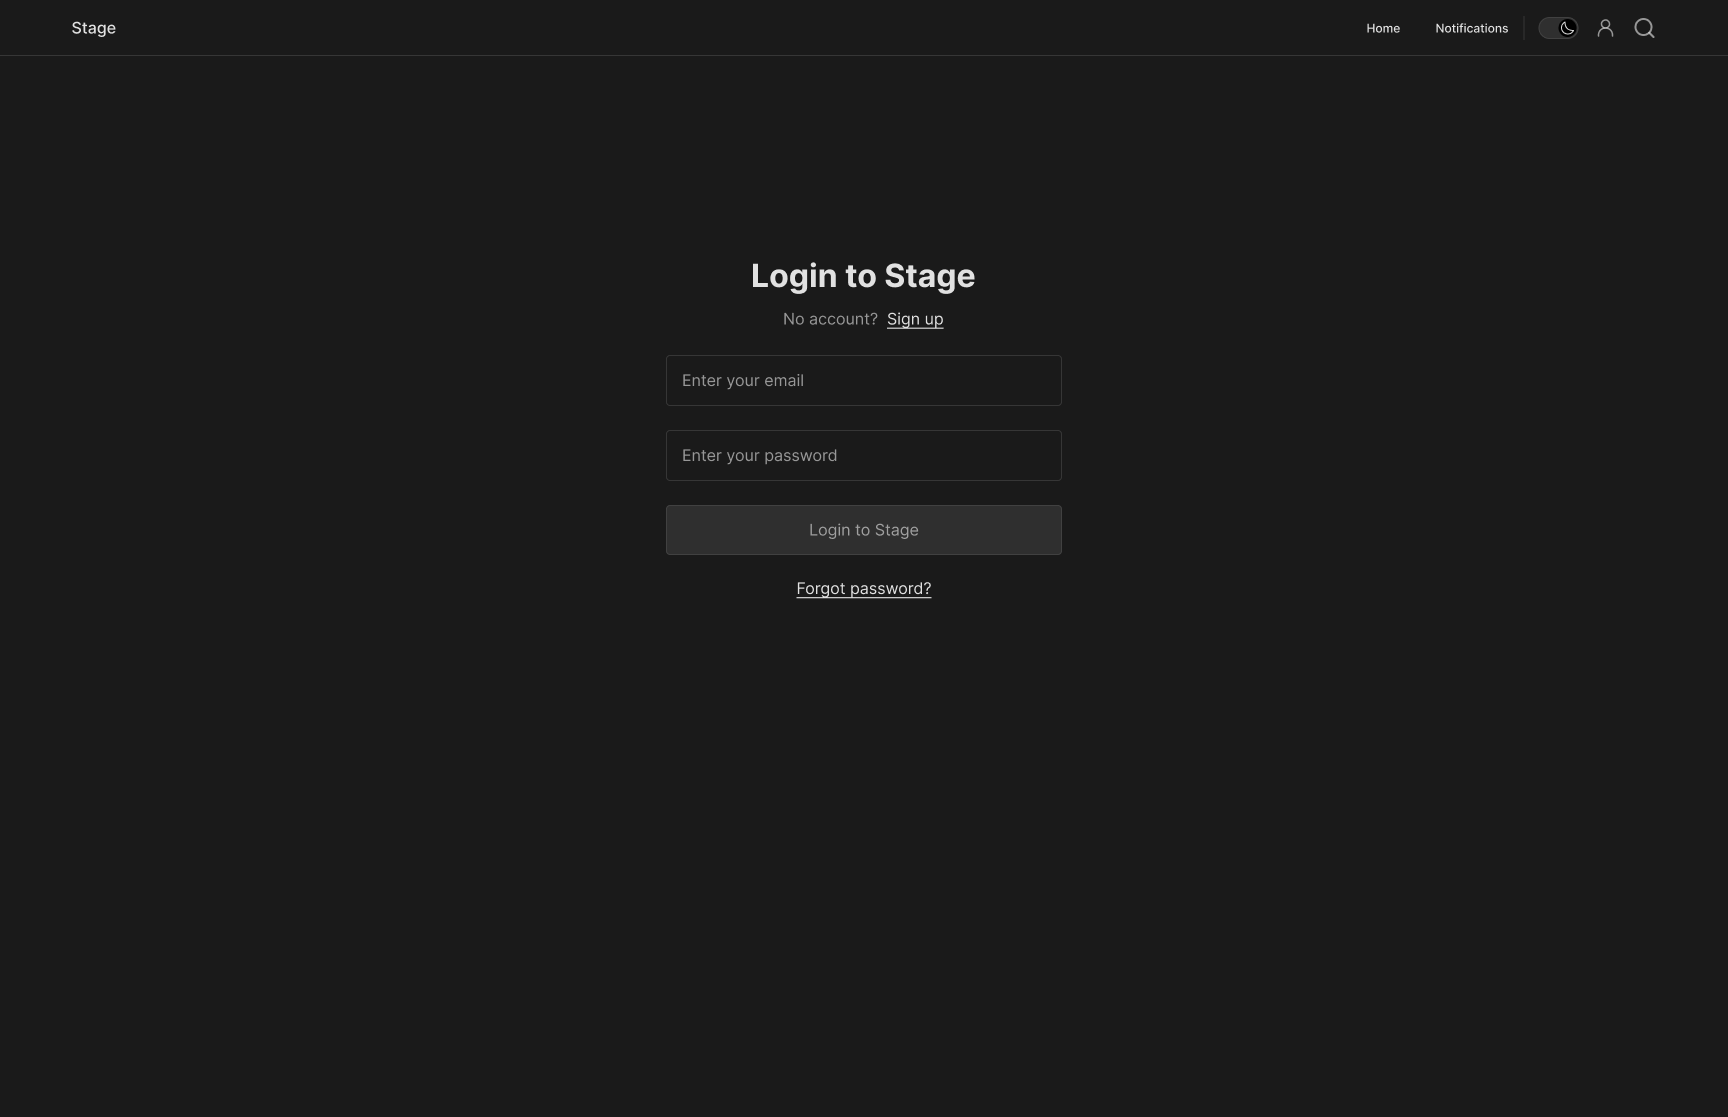 Stage
Home
Notifications
Login to Stage
No account? Sign up
Enter your email
Enter your password
Login to Stage
Forgot password?